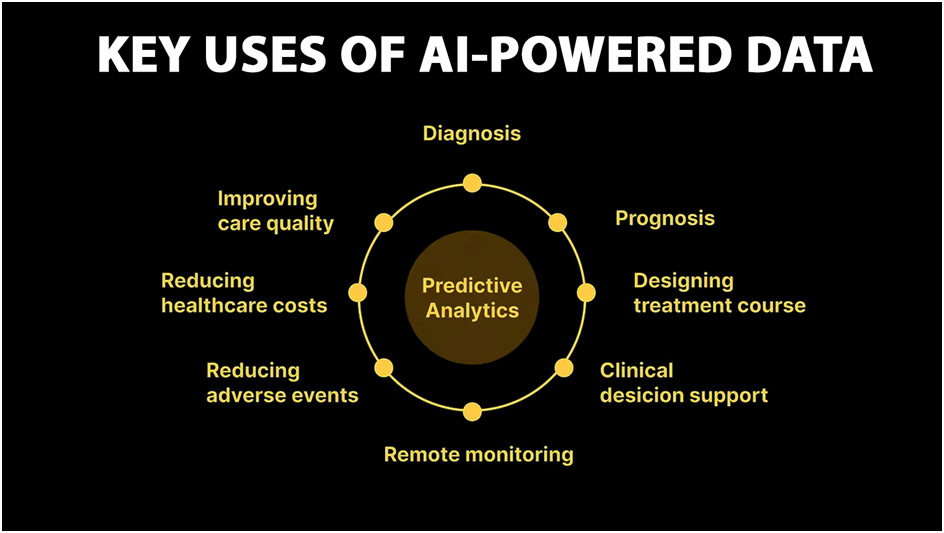 KEY USES OF AI-POWERED DATA
Diagnosis
Prognosis
Designing
treatment course
Clinical
desicion support
Remote monitoring
Reducing
adverse events
Reducing
healthcare costs
Improving
care quality
Predictive
Analytics